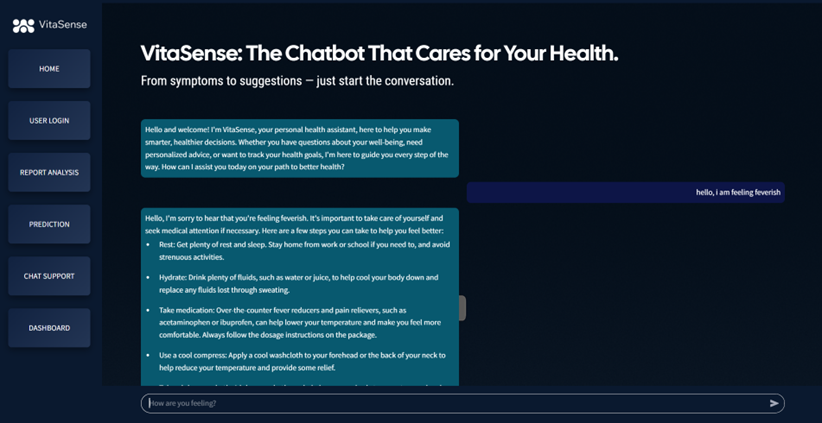 VitaSense
HOME
USER LOGIN
REPORT ANALYSIS
PREDICTION
CHAT SUPPORT
DASHBOARD
VitaSense: The Chatbot That Cares for Your Health.
From symptoms to suggestions — just start the conversation.
Hello and welcome! I'm VitaSense, your personal health assistant, here to help you make
smarter, healthier decisions. Whether you have questions about your well-being, need
personalized advice, or want to track your health goals, I'm here to guide you every step of the
way. How can I assist you today on your path to better health?
hello, i am feeling feverish
Hello, I'm sorry to hear that you're feeling feverish. It's important to take care of yourself and
seek medical attention if necessary. Here are a few steps you can take to help you feel better:
• Rest: Get plenty of rest and sleep. Stay home from work or school if you need to, and avoid
strenuous activities.
• Hydrate: Drink plenty of fluids, such as water or juice, to help cool your body down and
replace any fluids lost through sweating.
• Take medication: Over-the-counter fever reducers and pain relievers, such as
acetaminophen or ibuprofen, can help lower your temperature and make you feel more
comfortable. Always follow the dosage instructions on the package.
• Use a cool compress: Apply a cool washcloth to your forehead or the back of your neck to
help reduce your temperature and provide some relief.
How are you feeling?